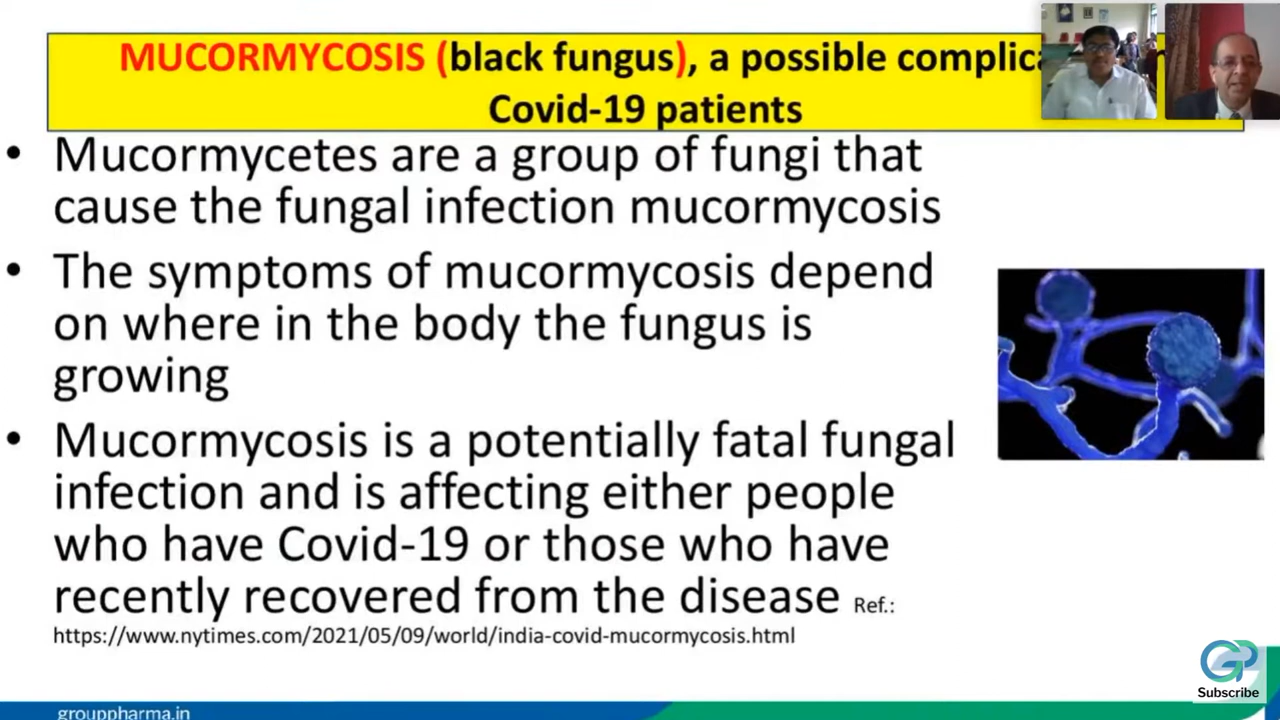 MUCORMYCOSIS (black fungus), a possible
Covid-19 patients
• Mucormycetes are a group of fungi that
cause the fungal infection mucormycosis
• The symptoms of mucormycosis depend
on where in the body the fungus is
growing
• Mucormycosis is a potentially fatal fungal
infection and is affecting either people
who have Covid-19 or those who have
recently recovered from the disease Ref.:
https://www.nytimes.com/2021/05/09/world/india-covid-mucormycosis.html
GP
Subscribe
grouppharma.in